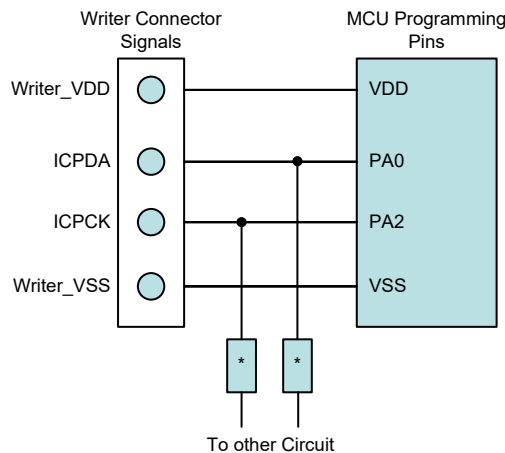 Writer Connector
Signals
MCU Programming
Pins
Writer_VDD
VDD
ICPDA
PA0
ICPCK
PA2
Writer_VSS
VSS
*
*
To other Circuit